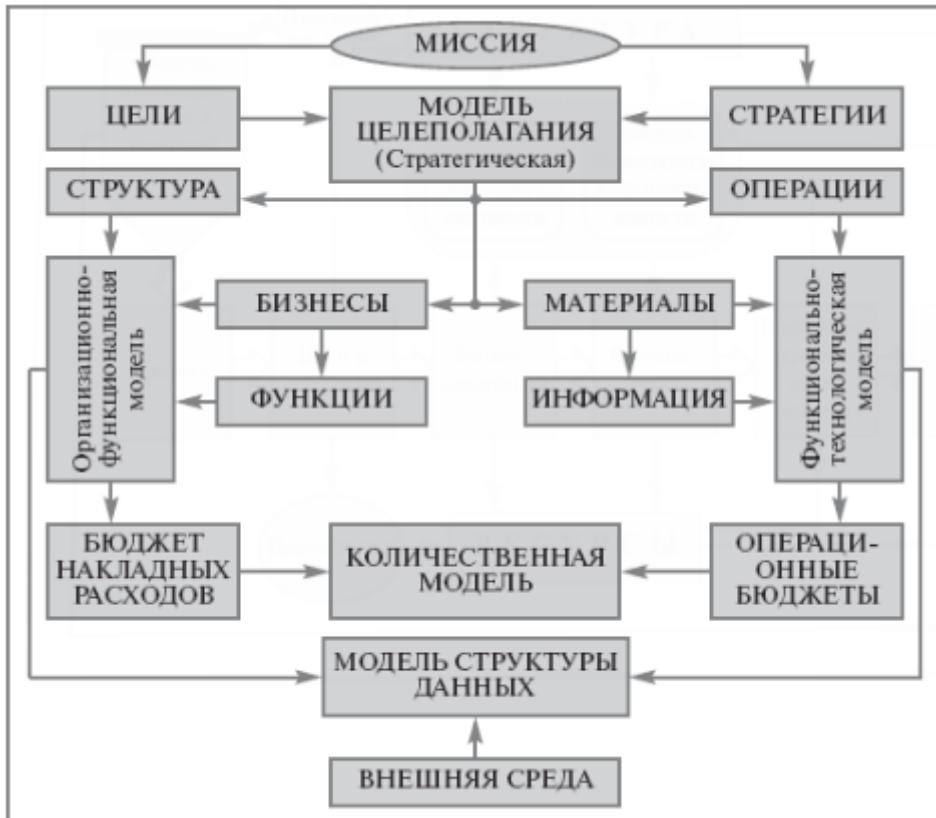 МИССИЯ
ЦЕЛИ
МОДЕЛЬ
ЦЕЛЕПОЛАГАНИЯ
(Стратегическая)
СТРАТЕГИИ
СТРУКТУРА
ОПЕРАЦИИ
Организационно-
функциональная
модель
БИЗНЕСЫ
МАТЕРИАЛЫ
Функционально-
технологическая
модель
ФУНКЦИИ
ИНФОРМАЦИЯ
БЮДЖЕТ
НАКЛАДНЫХ
РАСХОДОВ
КОЛИЧЕСТВЕННАЯ
МОДЕЛЬ
ОПЕРАЦИ-
ОННЫЕ
БЮДЖЕТЫ
МОДЕЛЬ СТРУКТУРЫ
ДАННЫХ
ВНЕШНЯЯ СРЕДА